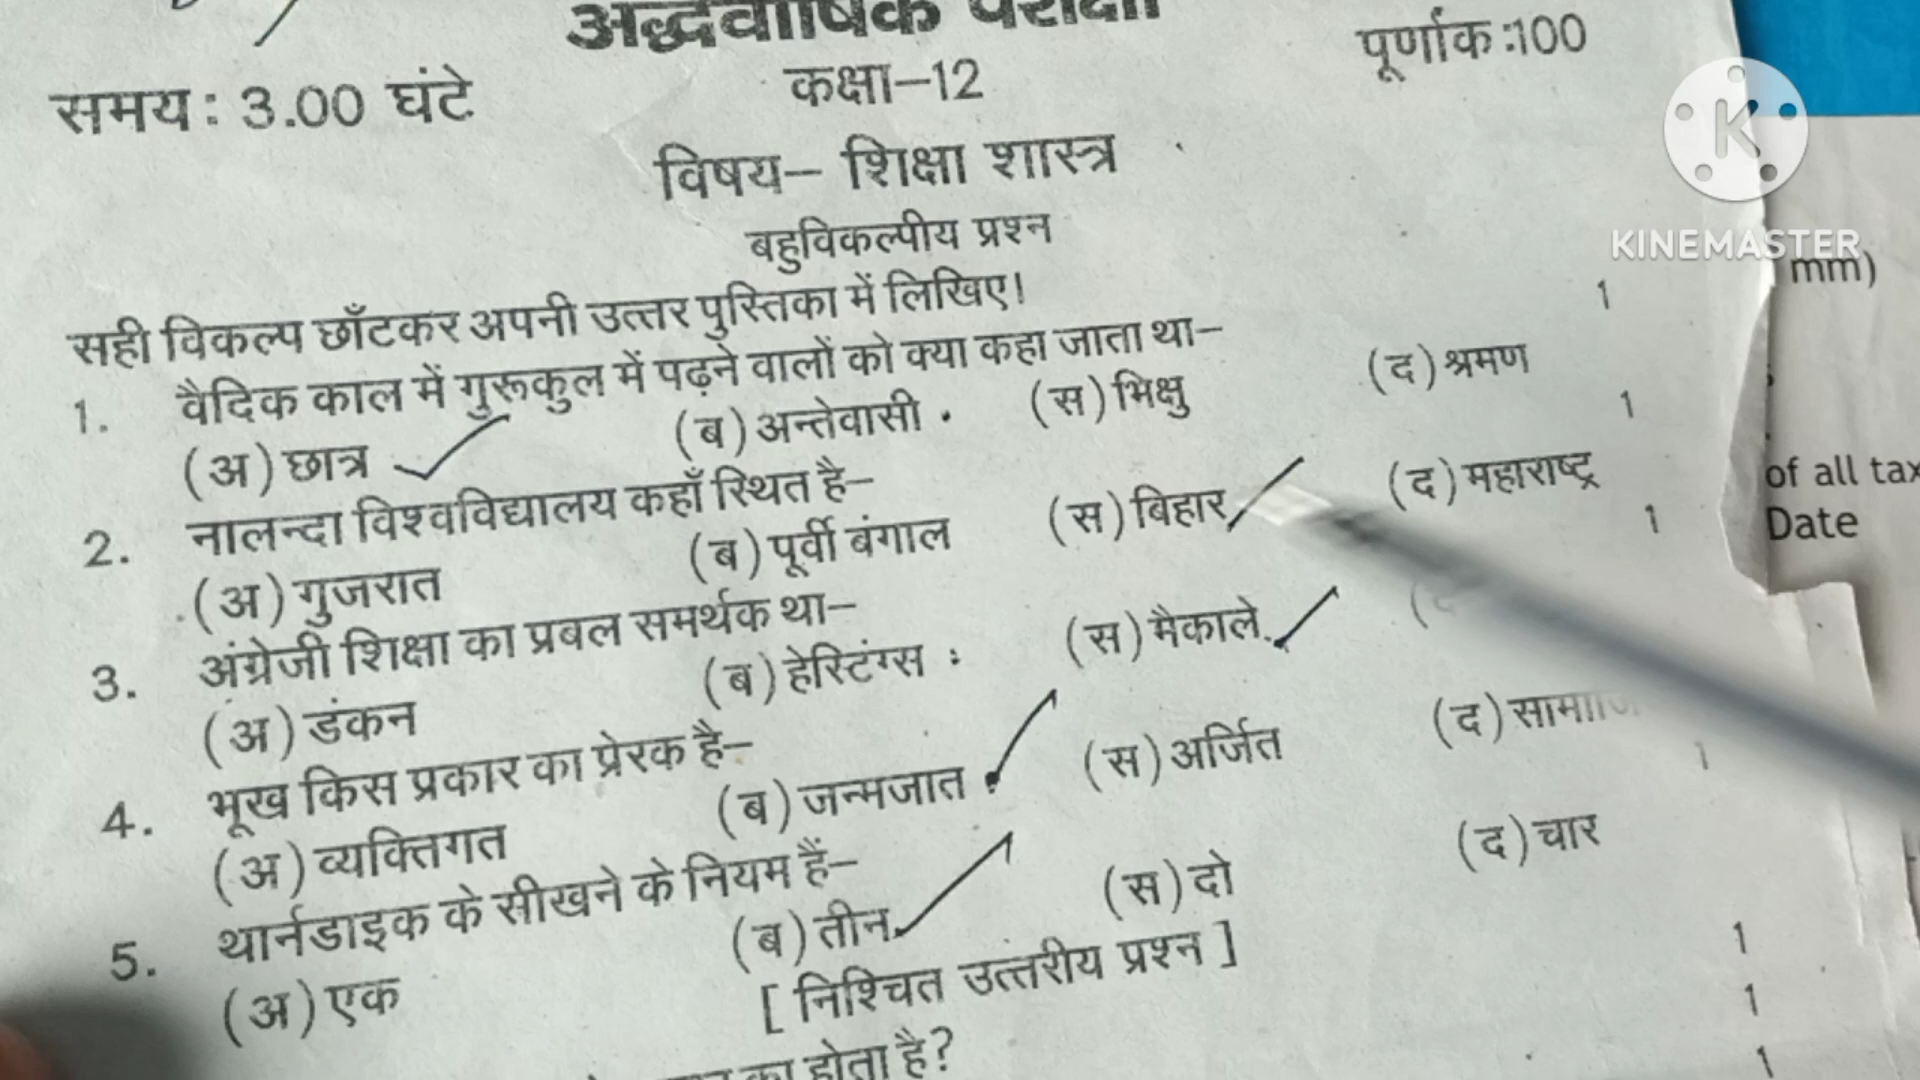 अर्द्धवार्षिक परीक्षा
समय: 3.00 घंटे
कक्षा-12
पूर्णांक:100
विषय- शिक्षा शास्त्र
बहुविकल्पीय प्रश्न
सही विकल्प छाँटकर अपनी उत्तर पुस्तिका में लिखिए।
1. वैदिक काल में गुरूकुल में पढ़ने वालों को क्या कहा जाता था- 1
(अ) छात्र (ब) अन्तेवासी (स) भिक्षु (द) श्रमण
2. नालन्दा विश्वविद्यालय कहाँ स्थित है- 1
(अ) गुजरात (ब) पूर्वी बंगाल (स) बिहार (द) महाराष्ट्र
3. अंग्रेजी शिक्षा का प्रबल समर्थक था- 1
(अ) डंकन (ब) हेस्टिंग्स (स) मैकाले
4. भूख किस प्रकार का प्रेरक है-
(अ) व्यक्तिगत (ब) जन्मजात (स) अर्जित (द)
5. थार्नडाइक के सीखने के नियम हैं- 1
(अ) एक (ब) तीन (स) दो (द) चार
[ निश्चित उत्तरीय प्रश्न ]
1
1
का होता है? 1
KINEMASTER
mm)
of all tax
Date